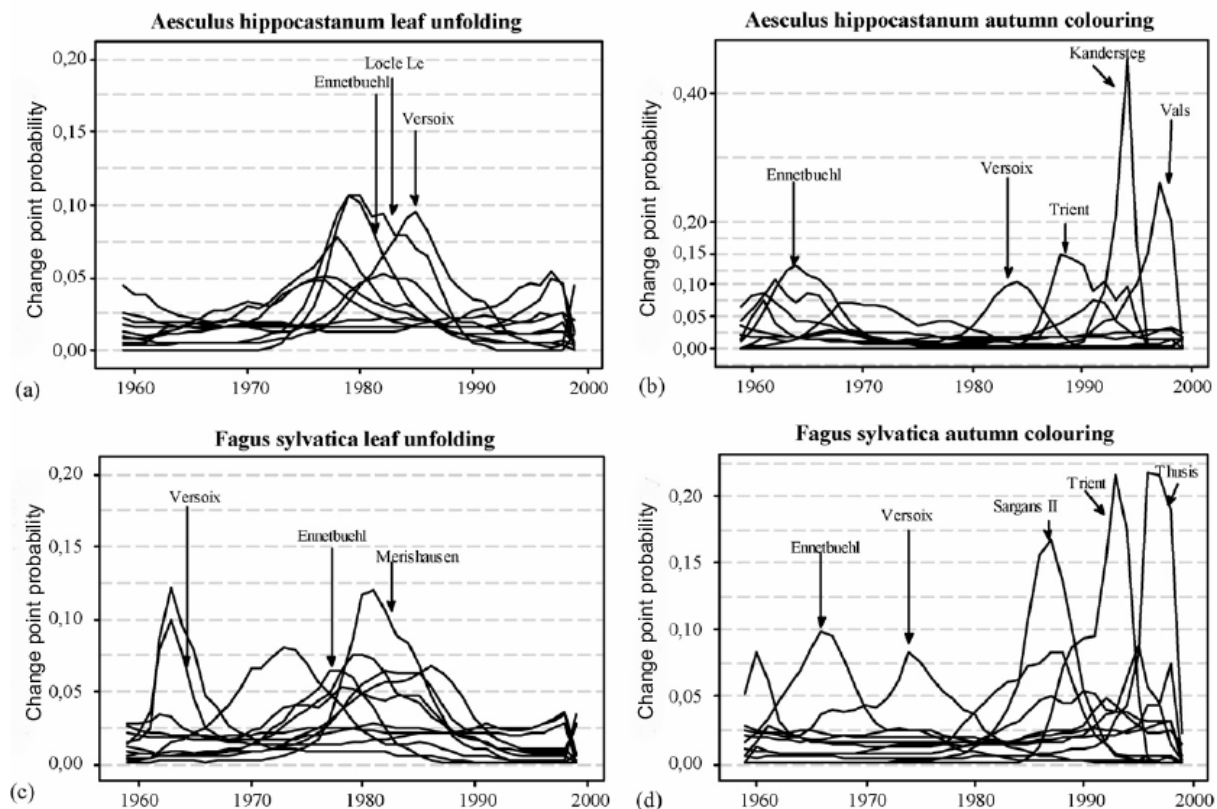 Aesculus hippocastanum leaf unfolding
Change point probability
0,20
0,15
0,10
0,05
0,00
Locle Le
Ennetbuehl
Versoix
1960 1970 1980 1990 2000
(a)
Aesculus hippocastanum autumn colouring
Change point probability
0,40
0,20
0,15
0,10
0,05
0,00
Kandersteg
Vals
Ennetbuehl
Versoix
Trient
1960 1970 1980 1990 2000
(b)
Fagus sylvatica leaf unfolding
Change point probability
0,20
0,15
0,10
0,05
0,00
Versoix
Ennetbuehl
Merishausen
1960 1970 1980 1990 2000
(c)
Fagus sylvatica autumn colouring
Change point probability
0,20
0,15
0,10
0,05
0,00
Thusis
Trient
Sargans II
Versoix
Ennetbuehl
1960 1970 1980 1990 2000
(d)